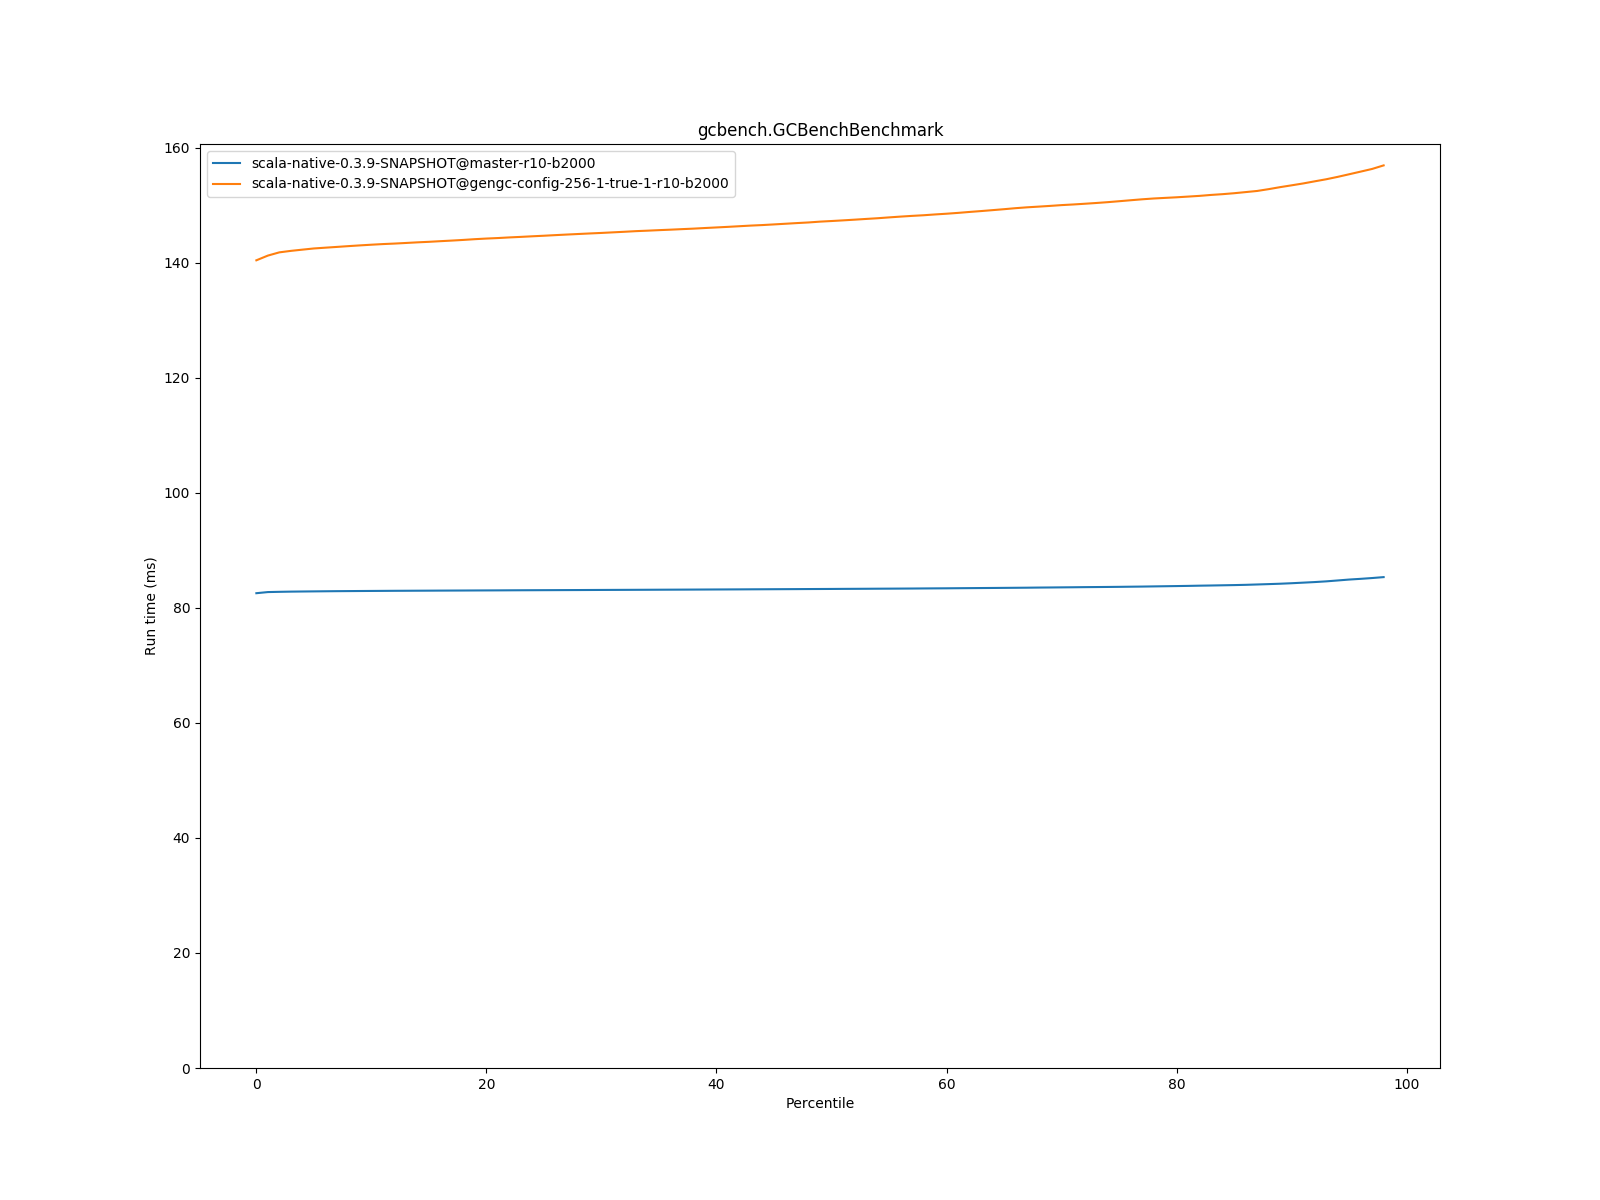 gcbench.GCBenchBenchmark
scala-native-0.3.9-SNAPSHOT@master-r10-b2000
scala-native-0.3.9-SNAPSHOT@gengc-config-256-1-true-1-r10-b2000
160
140
120
100
80
60
40
20
0
Run time (ms)
0 20 40 60 80 100
Percentile